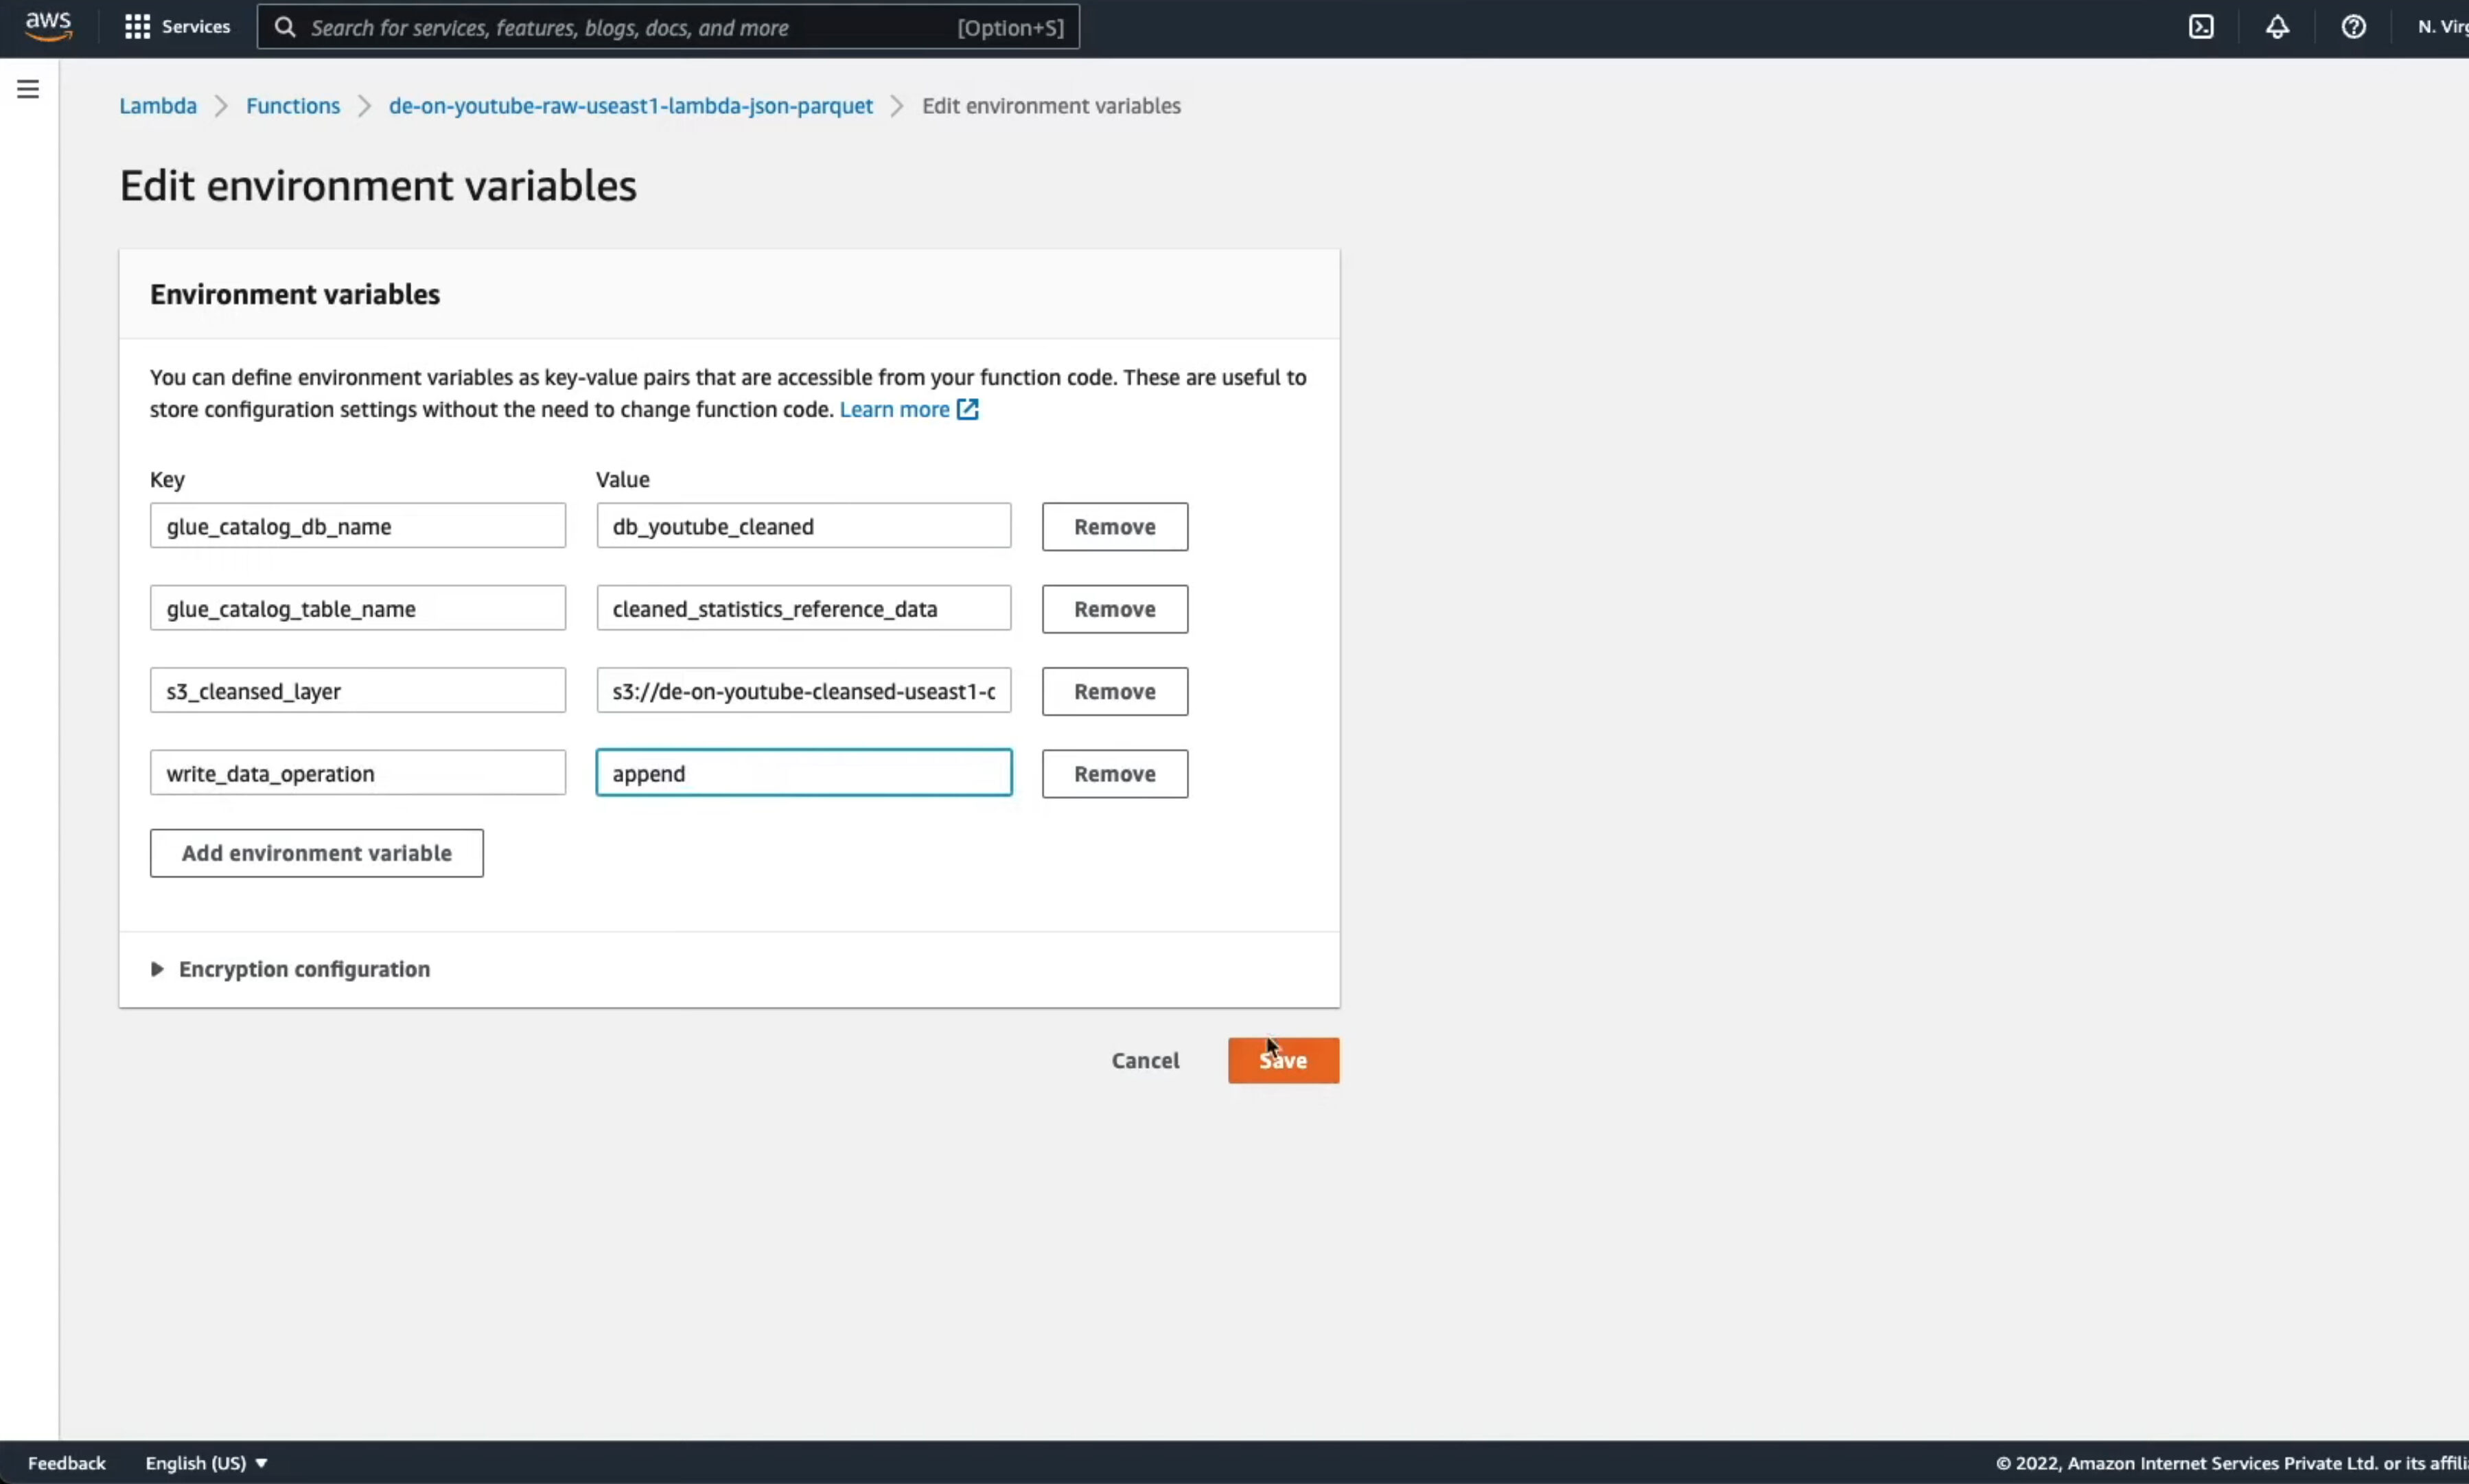 aws Services Search for services, features, blogs, docs, and more [Option+S] N. Virg
Lambda Functions de-on-youtube-raw-useast1-lambda-json-parquet Edit environment variables
Edit environment variables
Environment variables
You can define environment variables as key-value pairs that are accessible from your function code. These are useful to
store configuration settings without the need to change function code. Learn more
Key Value
glue_catalog_db_name db_youtube_cleaned Remove
glue_catalog_table_name cleaned_statistics_reference_data Remove
s3_cleansed_layer s3://de-on-youtube-cleansed-useast1-c Remove
write_data_operation append Remove
Add environment variable
Encryption configuration
Cancel Save
Feedback English (US) © 2022, Amazon Internet Services Private Ltd. or its affili